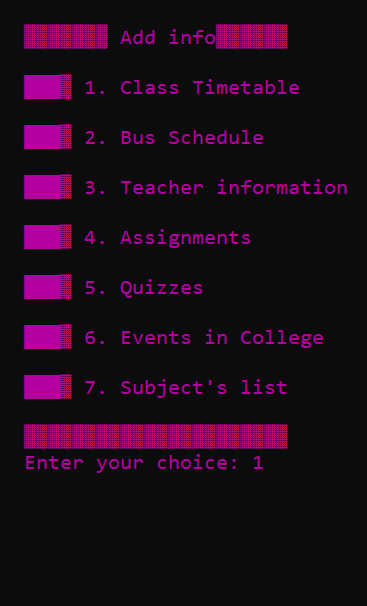 Add info
1. Class Timetable
2. Bus Schedule
3. Teacher information
4. Assignments
5. Quizzes
6. Events in College
7. Subject's list
Enter your choice: 1